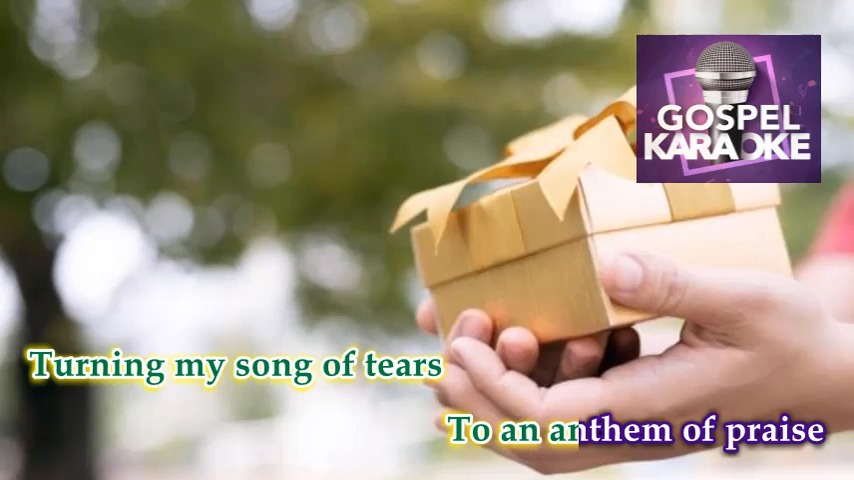 GOSPEL
KARAOKE
Turning my song of tears
To an anthem of praise